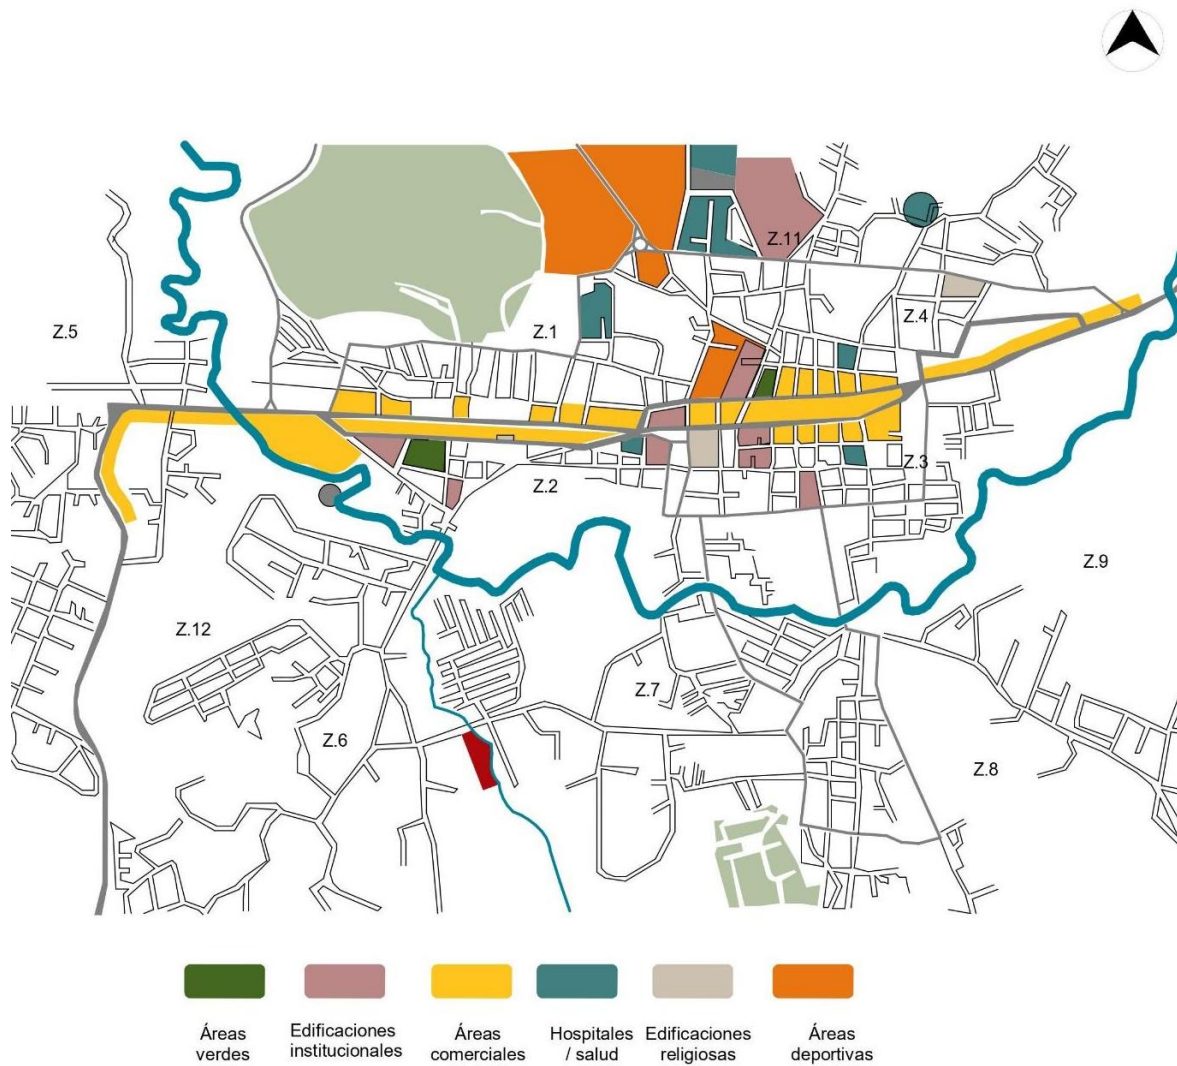 Z.11
Z.4
Z.5
Z.1
Z.3
Z.2
Z.9
Z.12
Z.7
Z.6
Z.8
Áreas
verdes
Edificaciones
institucionales
Áreas
comerciales
Hospitales
/ salud
Edificaciones
religiosas
Áreas
deportivas